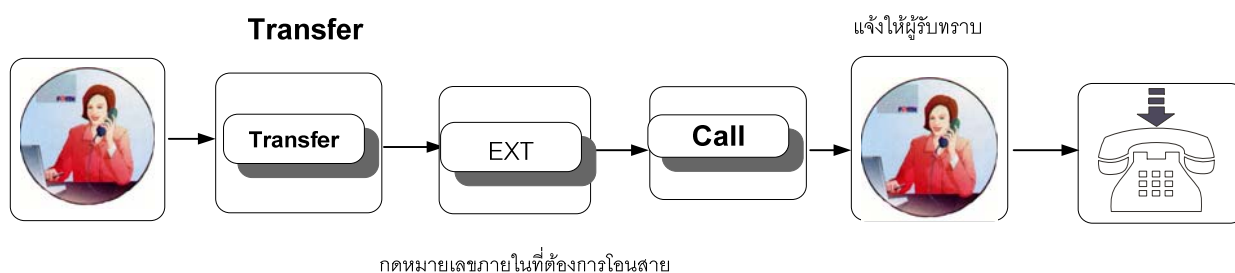 Transfer
แจ้งให้ผู้รับทราบ
Transfer
EXT
Call
กดหมายเลขภายในที่ต้องการโอนสาย